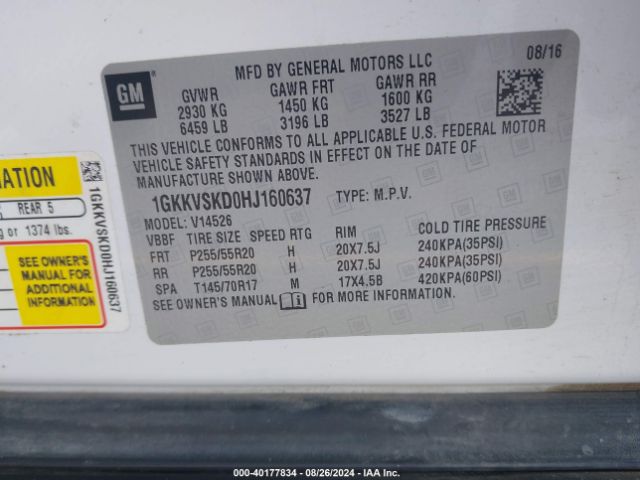 GM
MFD BY GENERAL MOTORS LLC
08/16
GVWR GAWR FRT GAWR RR
2930 KG 1450 KG 1600 KG
6459 LB 3196 LB 3527 LB
THIS VEHICLE CONFORMS TO ALL APPLICABLE U.S. FEDERAL MOTOR
VEHICLE SAFETY STANDARDS IN EFFECT ON THE DATE OF
MANUFACTURE SHOWN ABOVE.
1GKKVSKD0HJ160637 TYPE: M.P.V.
MODEL: V14526
VBBF TIRE SIZE SPEED RTG RIM COLD TIRE PRESSURE
FRT P255/55R20 H 20X7.5J 240KPA(35PSI)
RR P255/55R20 H 20X7.5J 240KPA(35PSI)
SPA T145/70R17 M 17X4.5B 420KPA(60PSI)
SEE OWNER'S MANUAL FOR MORE INFORMATION.
MATION
REAR 5
or 1374 lbs.
SEE OWNER'S
MANUAL FOR
ADDITIONAL
INFORMATION
1GKKVSKD0HJ160637
000-40177834 - 08/26/2024 - IAA Inc.